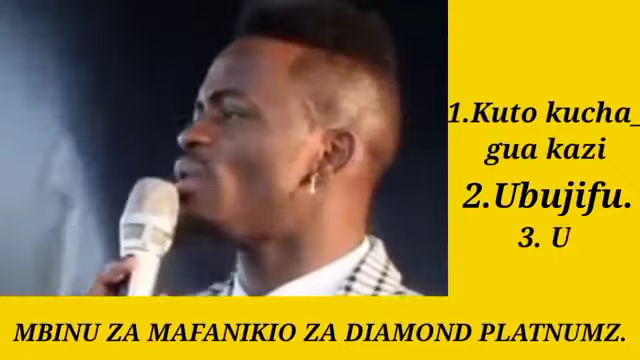 1.Kuto kucha_
gua kazi
2.Ubujifu.
3. U
MBINU ZA MAFANIKIO ZA DIAMOND PLATNUMZ.